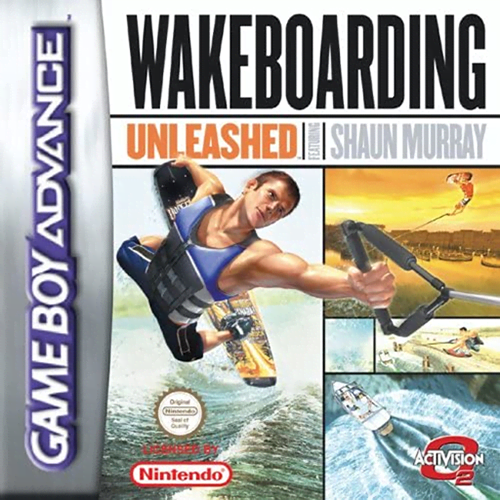 GAME BOY ADVANCE
WAKEBOARDING
UNLEASHED FEATURING SHAUN MURRAY
Original
Nintendo
Seal of
Quality
LICENSED BY
Nintendo
ACTIVISION
O2